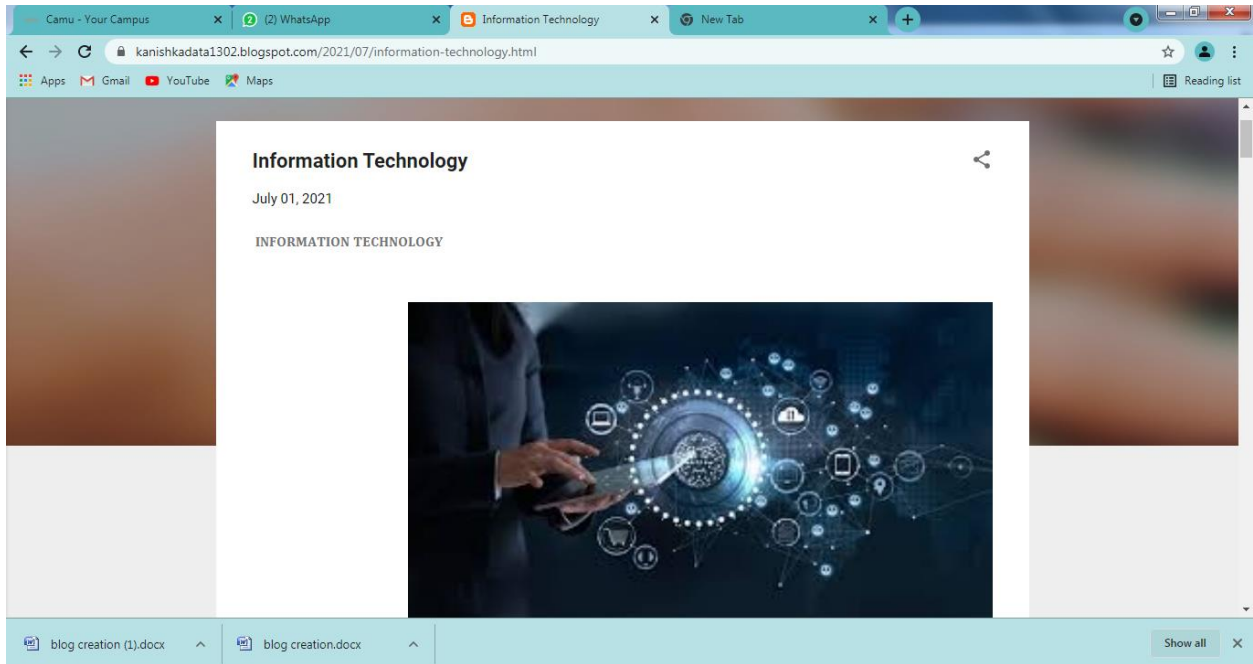 Camu - Your Campus
(2) WhatsApp
Information Technology
New Tab
kanishkadata1302.blogspot.com/2021/07/information-technology.html
Apps
Gmail
YouTube
Maps
Reading list
Information Technology
July 01, 2021
INFORMATION TECHNOLOGY
blog creation (1).docx
blog creation.docx
Show all